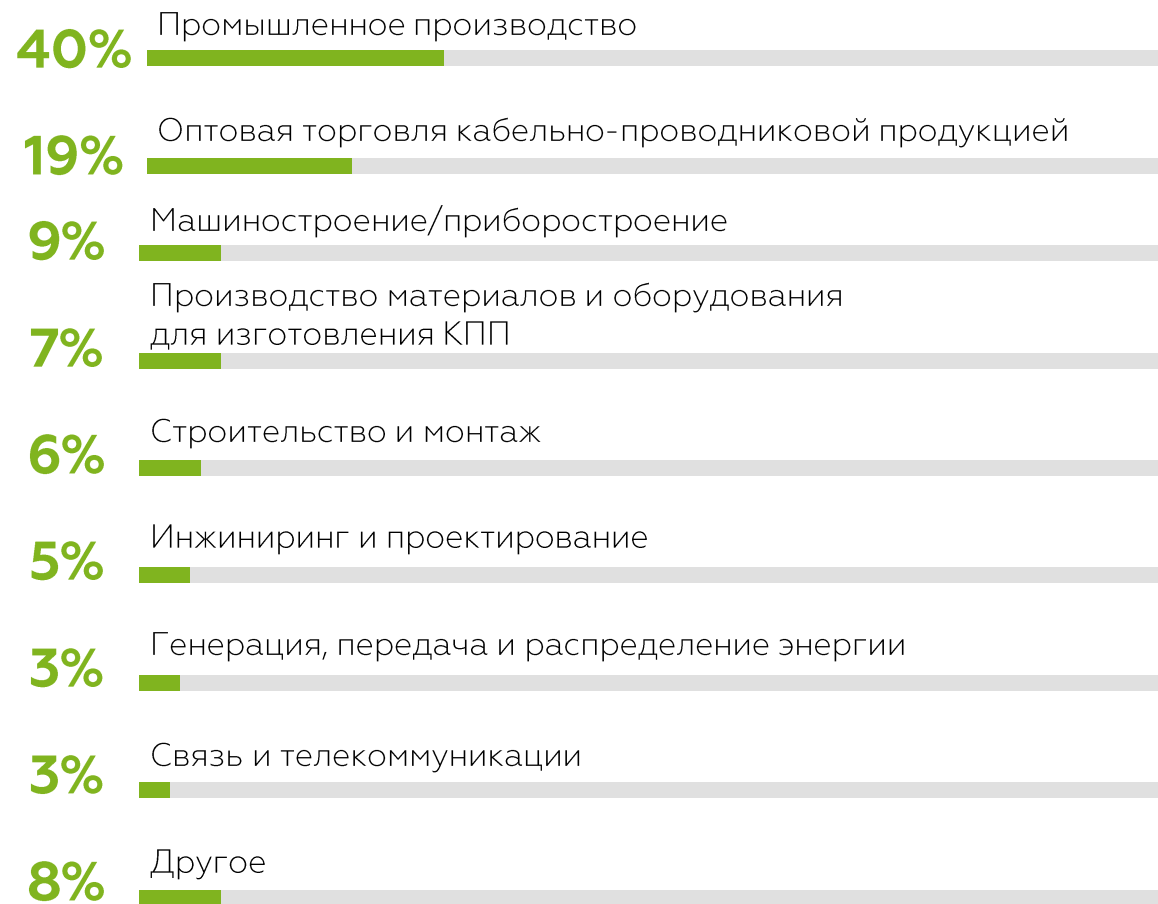 Промышленное производство
40%
Оптовая торговля кабельно-проводниковой продукцией
19%
Машиностроение/приборостроение
9%
Производство материалов и оборудования
для изготовления КПП
7%
Строительство и монтаж
6%
Инжиниринг и проектирование
5%
Генерация, передача и распределение энергии
3%
Связь и телекоммуникации
3%
Другое
8%